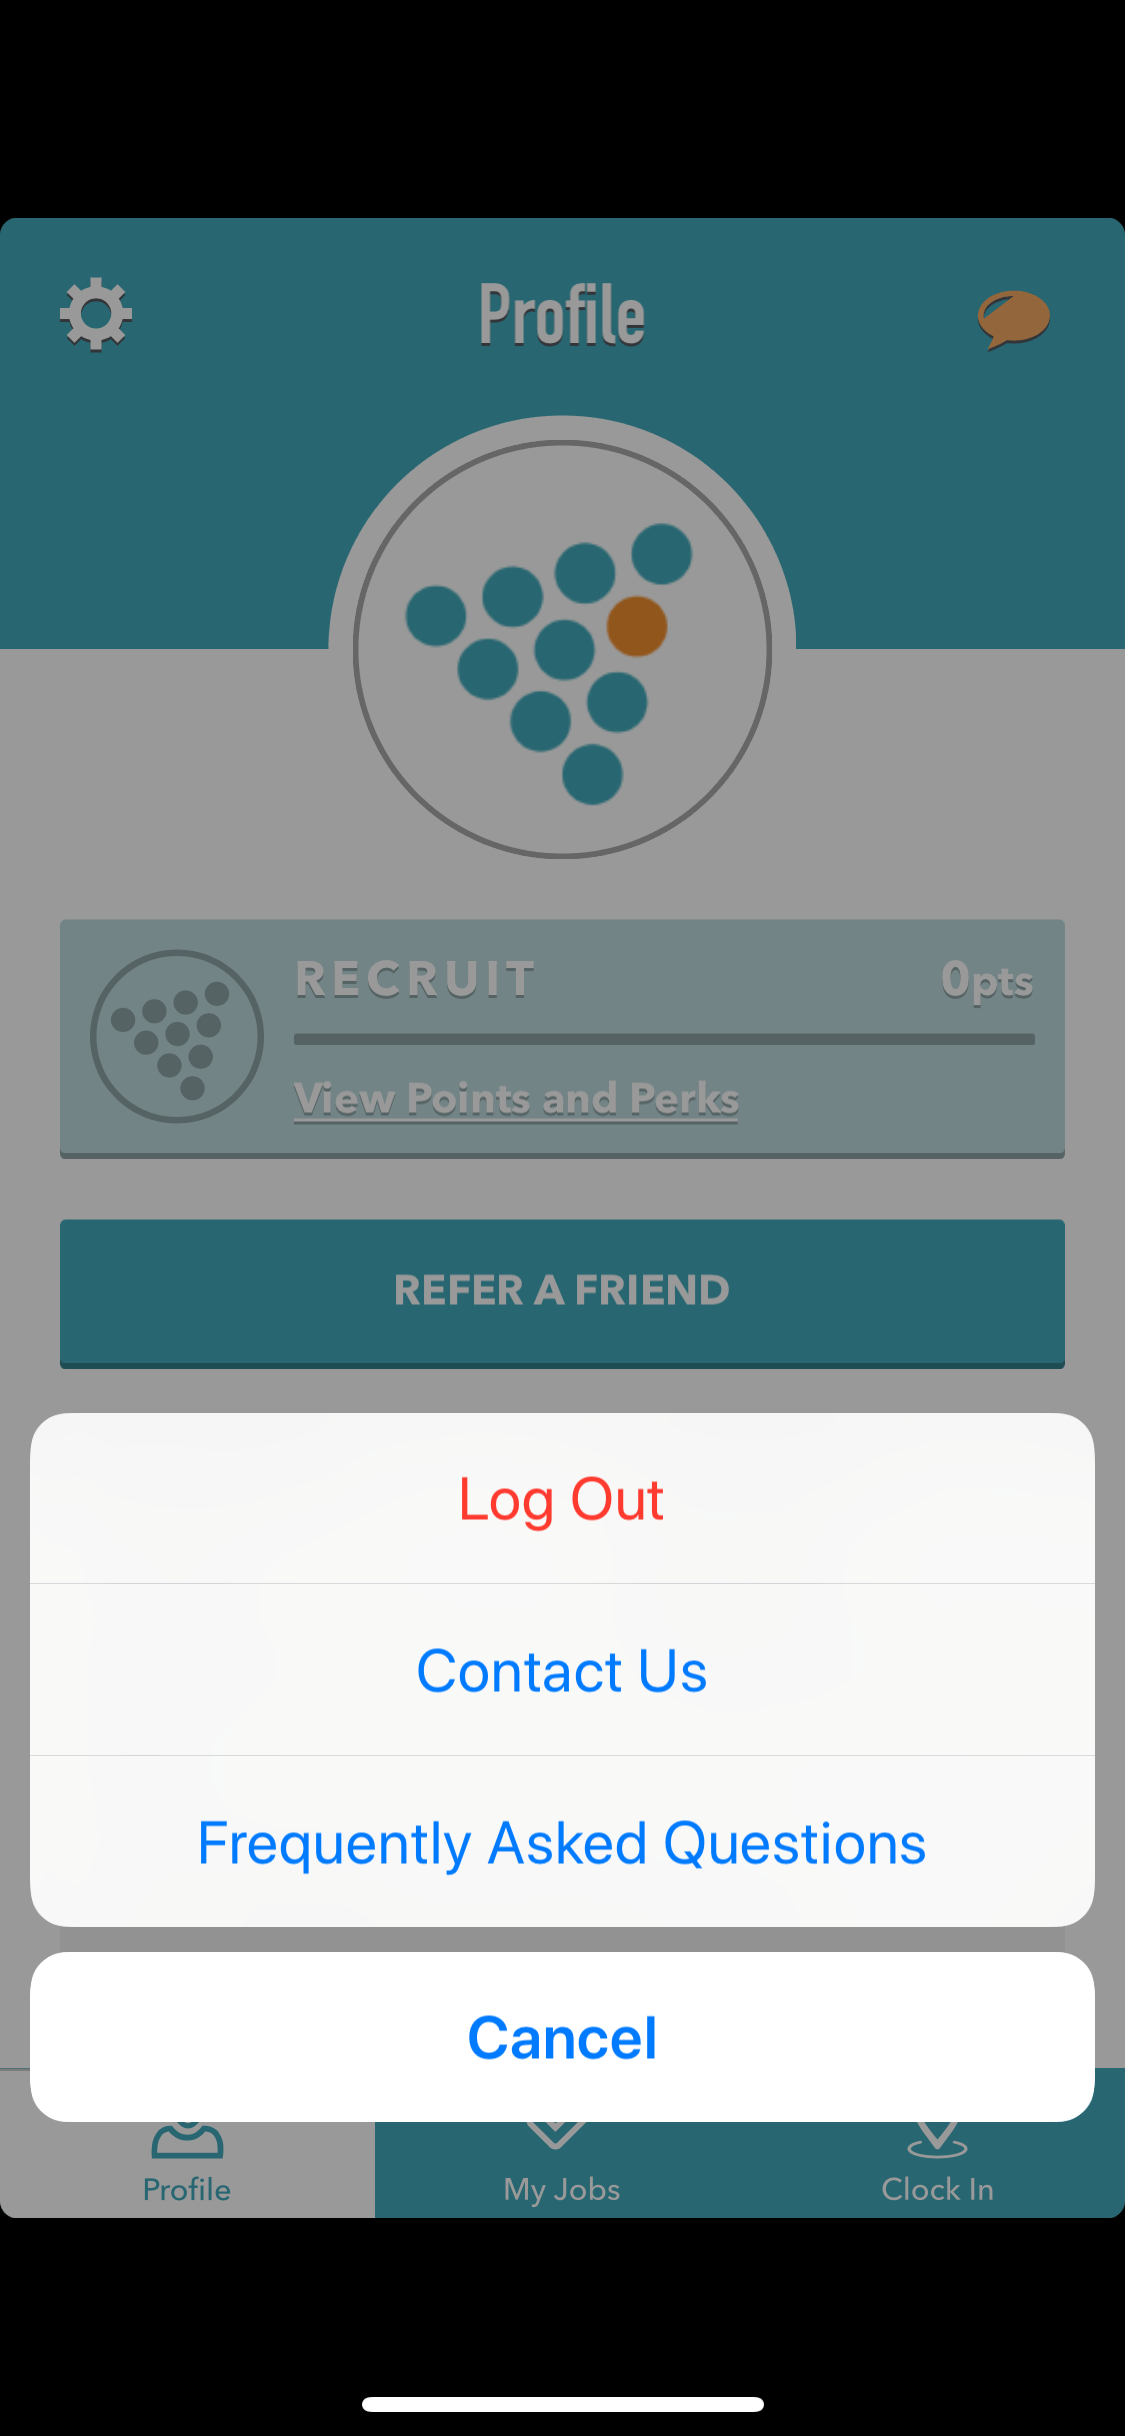 Profile
RECRUIT
0pts
View Points and Perks
REFER A FRIEND
Log Out
Contact Us
Frequently Asked Questions
Cancel
Profile
My Jobs
Clock In